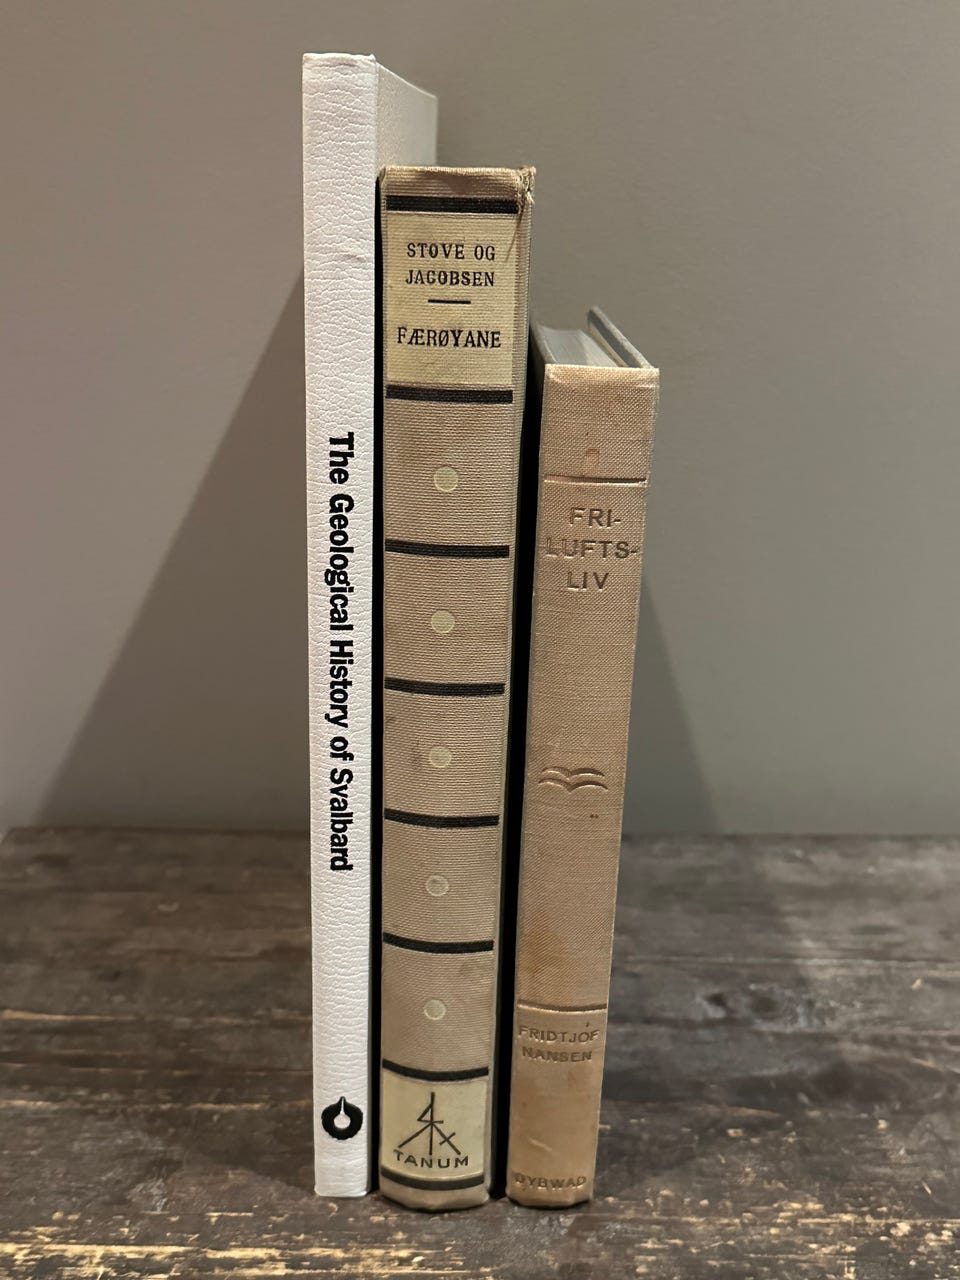 The Geological History of Svalbard
STOVE OG
JACOBSEN
FÆRØYANE
TANUM
FRI-
LUFTS-
LIV
FRIDTJOF
NANSEN
DYBWAD